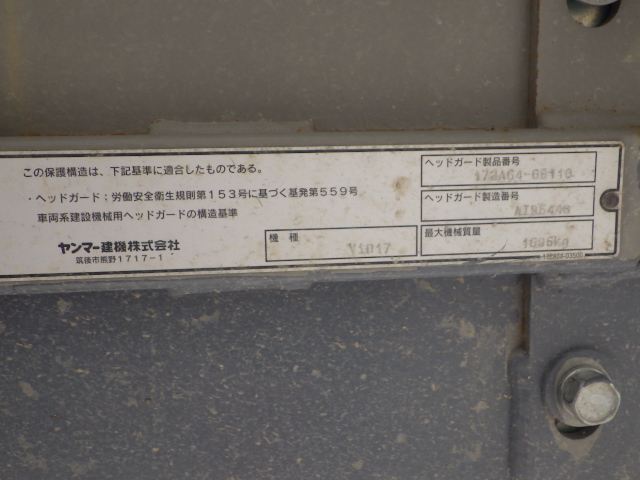 この保護構造は、下記基準に適合したものである。
・ヘッドガード：労働安全衛生規則第153号に基づく基発第559号
車両系建設機械用ヘッドガードの構造基準
ヤンマー建機株式会社
筑後市熊野1717-1
機種
ViO17
ヘッドガード製品番号
ヘッドガード製造番号
最大機械質量